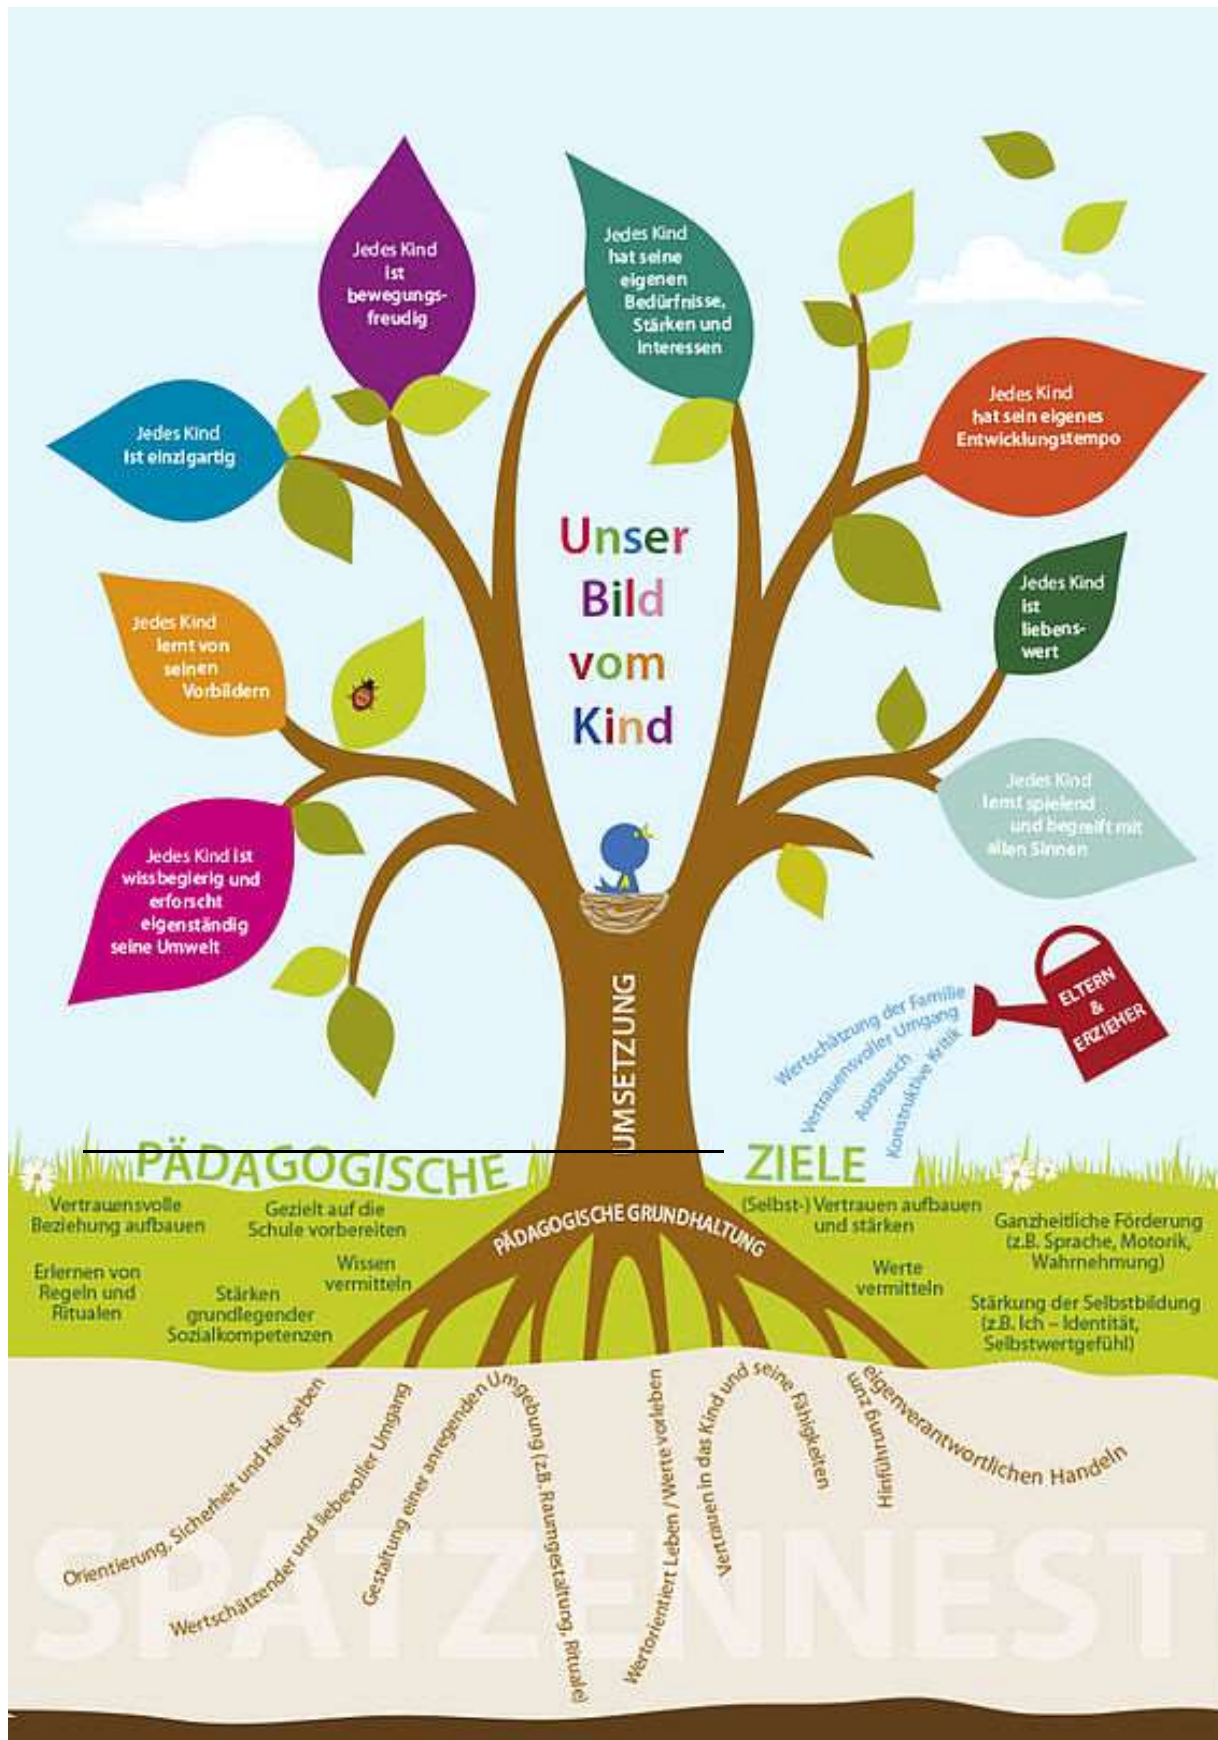 Jedes Kind
ist
bewegungs-
freudig
Jedes Kind
hat seine
eigenen
Bedürfnisse,
Stärken und
Interessen
Jedes Kind
ist einzigartig
Jedes Kind
hat sein eigenes
Entwicklungstempo
Unser
Bild
vom
Kind
Jedes Kind
lernt von
seinen
Vorbildern
Jedes Kind
ist
liebens-
wert
Jedes Kind ist
wissbegierig und
erforscht
eigenständig
seine Umwelt
Jedes Kind
lernt spielend
und begreift mit
allen Sinnen
ELTERN
&
ERZIEHER
Wertschätzung der Familie
Vertrauensvoller Umgang
Austausch
Konstruktive Kritik
UMSETZUNG
PÄDAGOGISCHE
ZIELE
Vertrauensvolle
Beziehung aufbauen
Gezielt auf die
Schule vorbereiten
Erlernen von
Regeln und
Ritualen
Wissen
vermitteln
Stärken
grundlegender
Sozialkompetenzen
PÄDAGOGISCHE GRUNDHALTUNG
(Selbst-) Vertrauen aufbauen
und stärken
Ganzheitliche Förderung
(z.B. Sprache, Motorik,
Wahrnehmung)
Werte
vermitteln
Stärkung der Selbstbildung
(z.B. Ich – Identität,
Selbstwertgefühl)
Orientierung, Sicherheit und Halt geben
Wertschätzender und liebevoller Umgang
Gestaltung einer anregenden Umgebung (z.B. Raumgestaltung, Rituale)
Wertorientiert Leben / Werte vorleben
Vertrauen in das Kind und seine Fähigkeiten
Hinführung zum
eigenverantwortlichen Handeln
SPATZENNEST